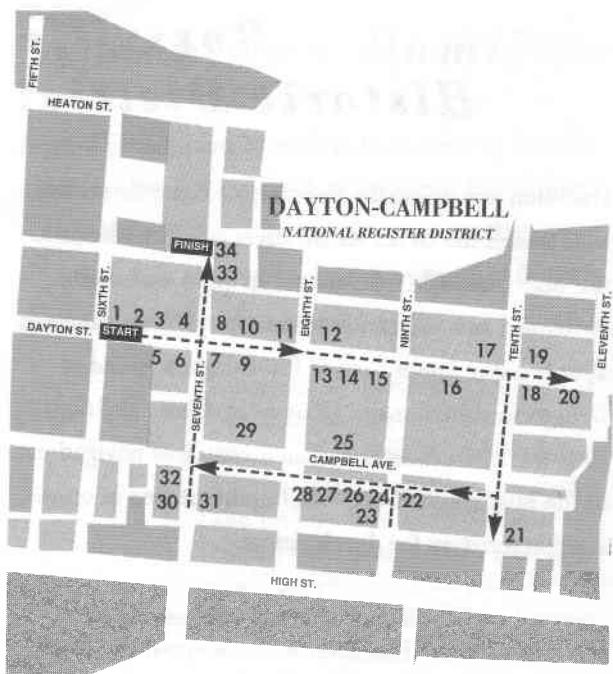 FIFTH ST.
HEATON ST.
DAYTON-CAMPBELL
NATIONAL REGISTER DISTRICT
FINISH
34
33
SIXTH ST.
EIGHTH ST.
NINTH ST.
TENTH ST.
ELEVENTH ST.
1 2 3 4 8 10 11 12 17 19
DAYTON ST.
START
5 6 7 9 13 14 15 16 18 20
SEVENTH ST.
29 25
CAMPBELL AVE.
32
30 31 28 27 26 24 22
23
21
HIGH ST.